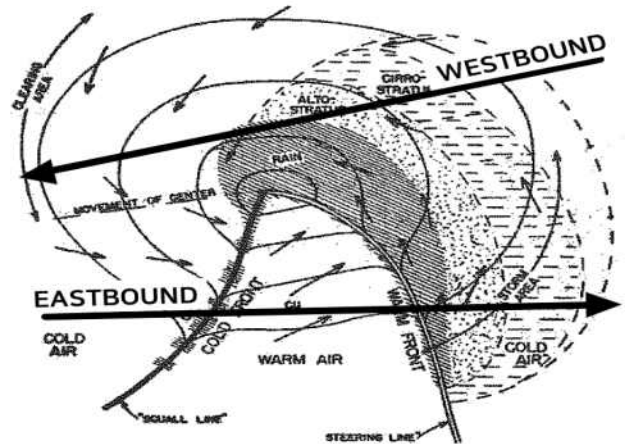 WESTBOUND
CLEARING
AREA
CIRRO-
STRATUS
ALTO-
STRATUS
RAIN
MOVEMENT OF CENTER
EASTBOUND
COLD FRONT
CU
WARM FRONT
STORM
AREA
COLD
AIR
WARM AIR
COLD
AIR
"SQUALL LINE"
STEERING LINE"